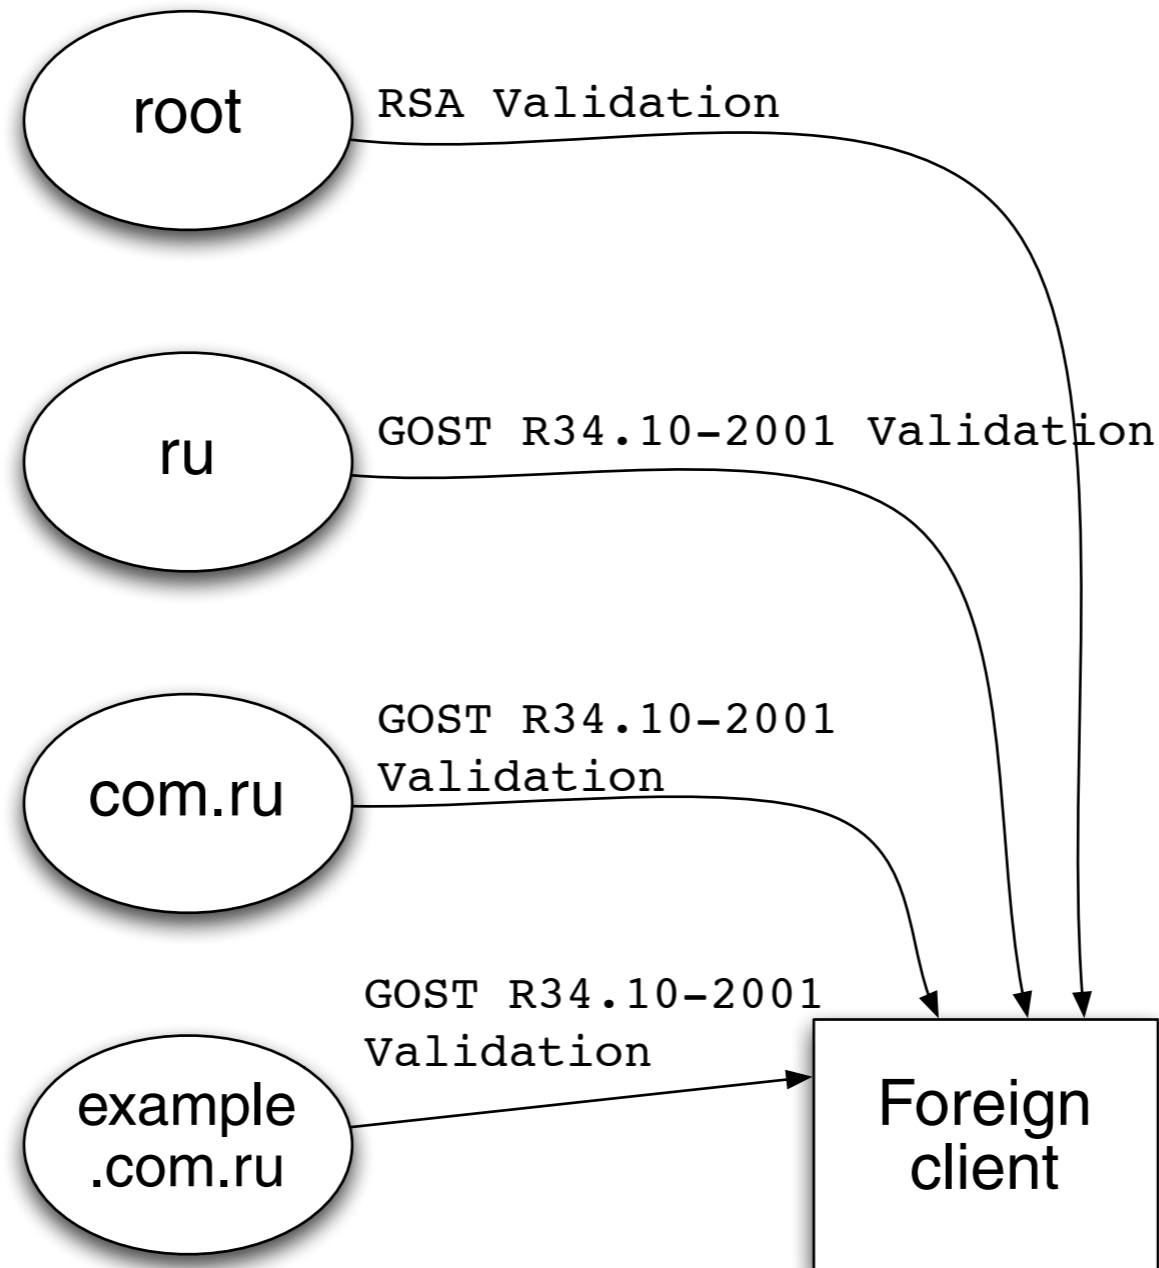 root
RSA Validation
ru
GOST R34.10-2001 Validation
com.ru
GOST R34.10-2001
Validation
example
.com.ru
GOST R34.10-2001
Validation
Foreign
client